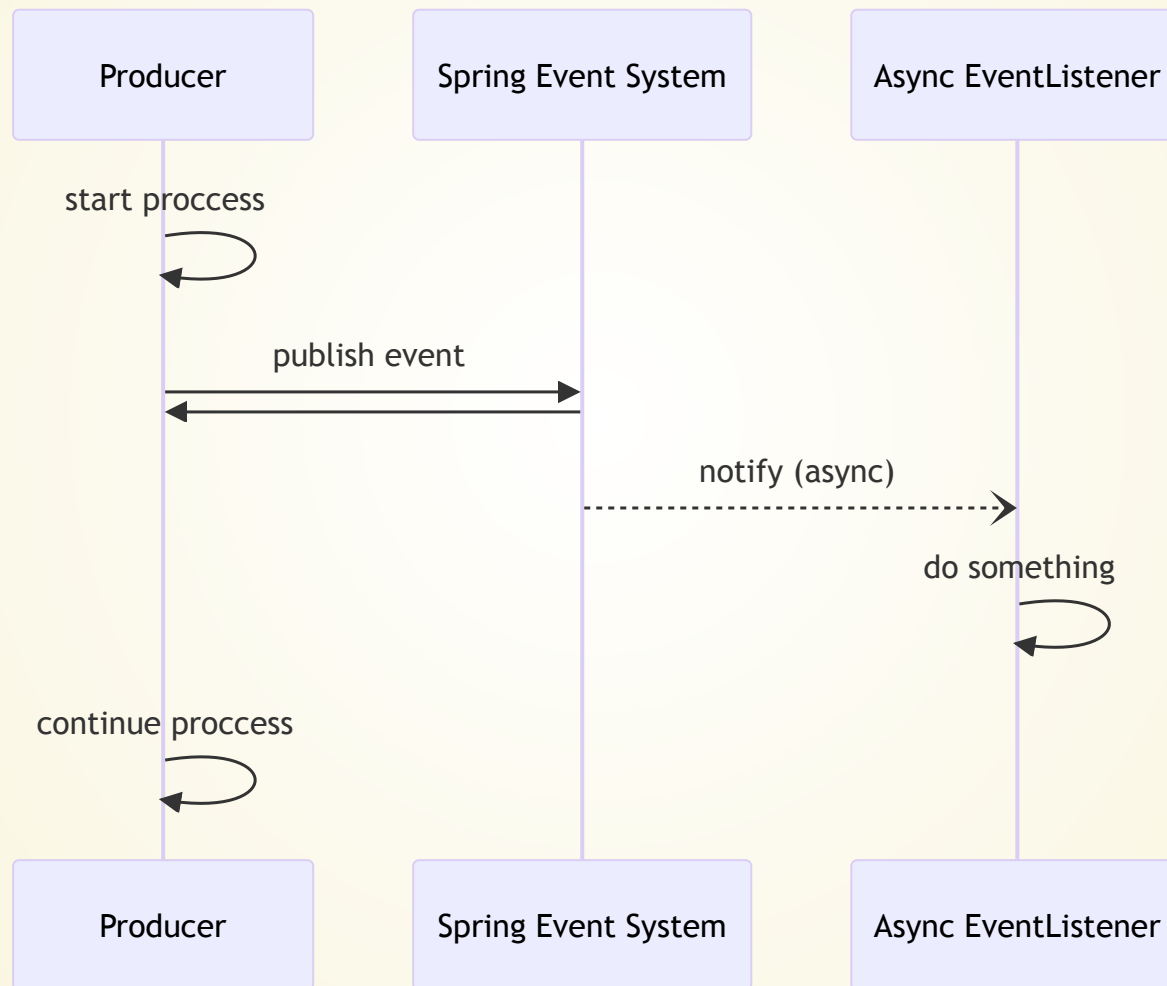 Producer
Spring Event System
Async EventListener
start proccess
publish event
notify (async)
do something
continue proccess
Producer
Spring Event System
Async EventListener